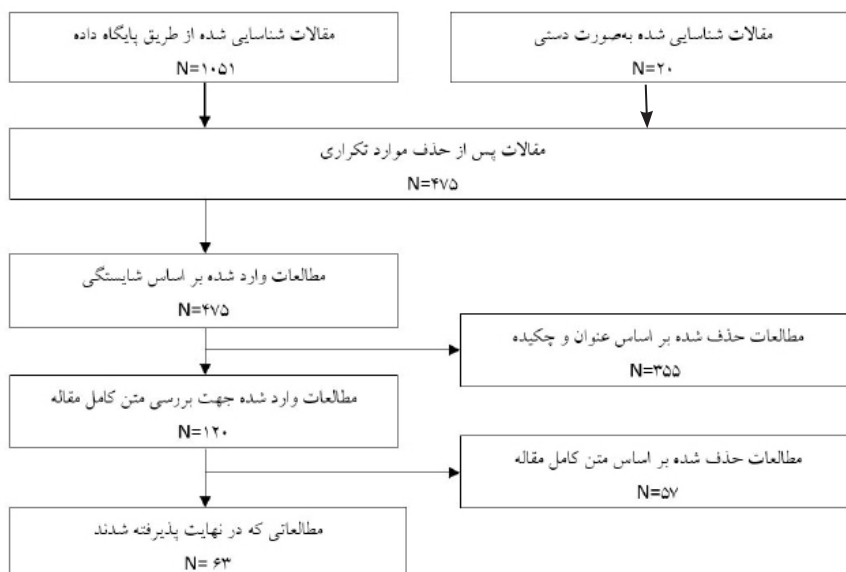 مقالات شناسایی شده به‌صورت دستی
N=۲۰
مقالات شناسایی شده از طریق پایگاه داده
N=۱۰۵۱
مقالات پس از حذف موارد تکراری
N=۴۷۵
مطالعات وارد شده بر اساس شایستگی
N=۴۷۵
مطالعات حذف شده بر اساس عنوان و چکیده
N=۳۵۵
مطالعات وارد شده جهت بررسی متن کامل مقاله
N=۱۲۰
مطالعات حذف شده بر اساس متن کامل مقاله
N=۵۷
مطالعاتی که در نهایت پذیرفته شدند
N= ۶۳